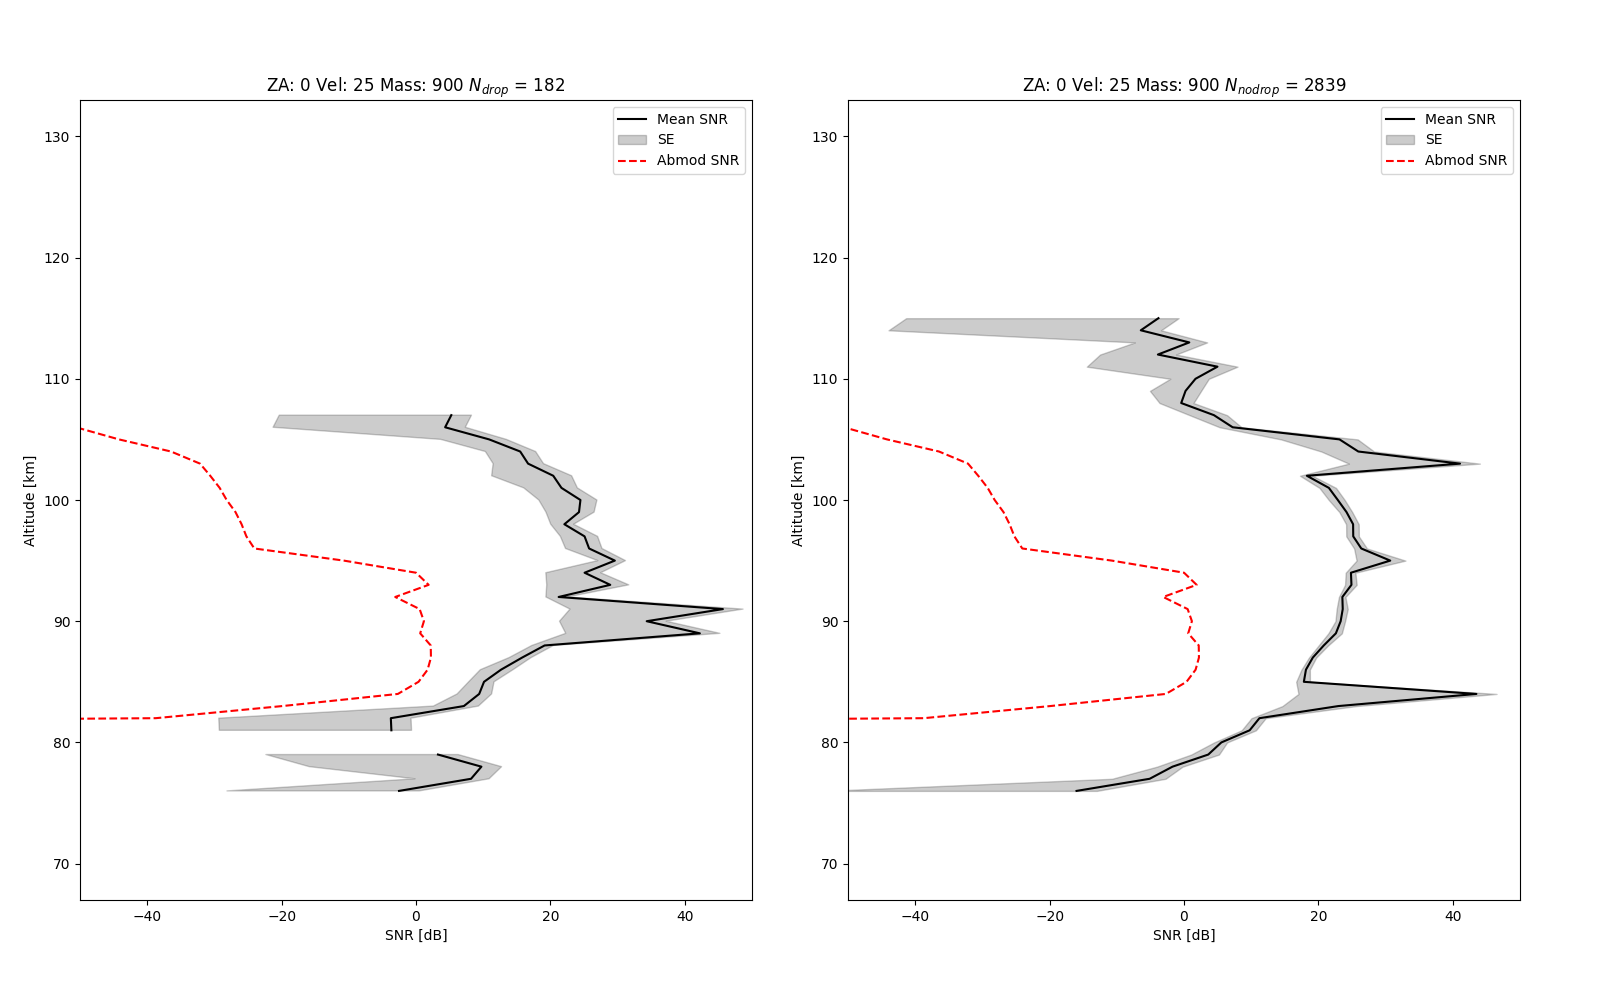 ZA: 0 Vel: 25 Mass: 900 N_drop = 182
Mean SNR
SE
Abmod SNR
130
120
110
100
90
80
70
Altitude [km]
−40
−20
0
20
40
SNR [dB]
ZA: 0 Vel: 25 Mass: 900 N_nodrop = 2839
Mean SNR
SE
Abmod SNR
130
120
110
100
90
80
70
Altitude [km]
−40
−20
0
20
40
SNR [dB]